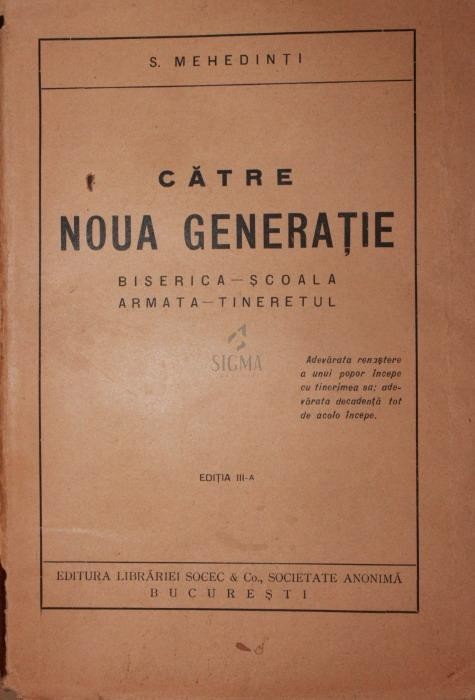 S. MEHEDINTI
CĂTRE
NOUA GENERAȚIE
BISERICA — ȘCOALA
ARMATA — TINERETUL
SIGMA
Adevărata renaștere
a unui popor începe
cu tinerimea sa; ade-
vărata decadență tot
de acolo începe.
EDIȚIA III-A
EDITURA LIBRĂRIEI SOCEC & Co., SOCIETATE ANONIMĂ
BUCUREȘTI